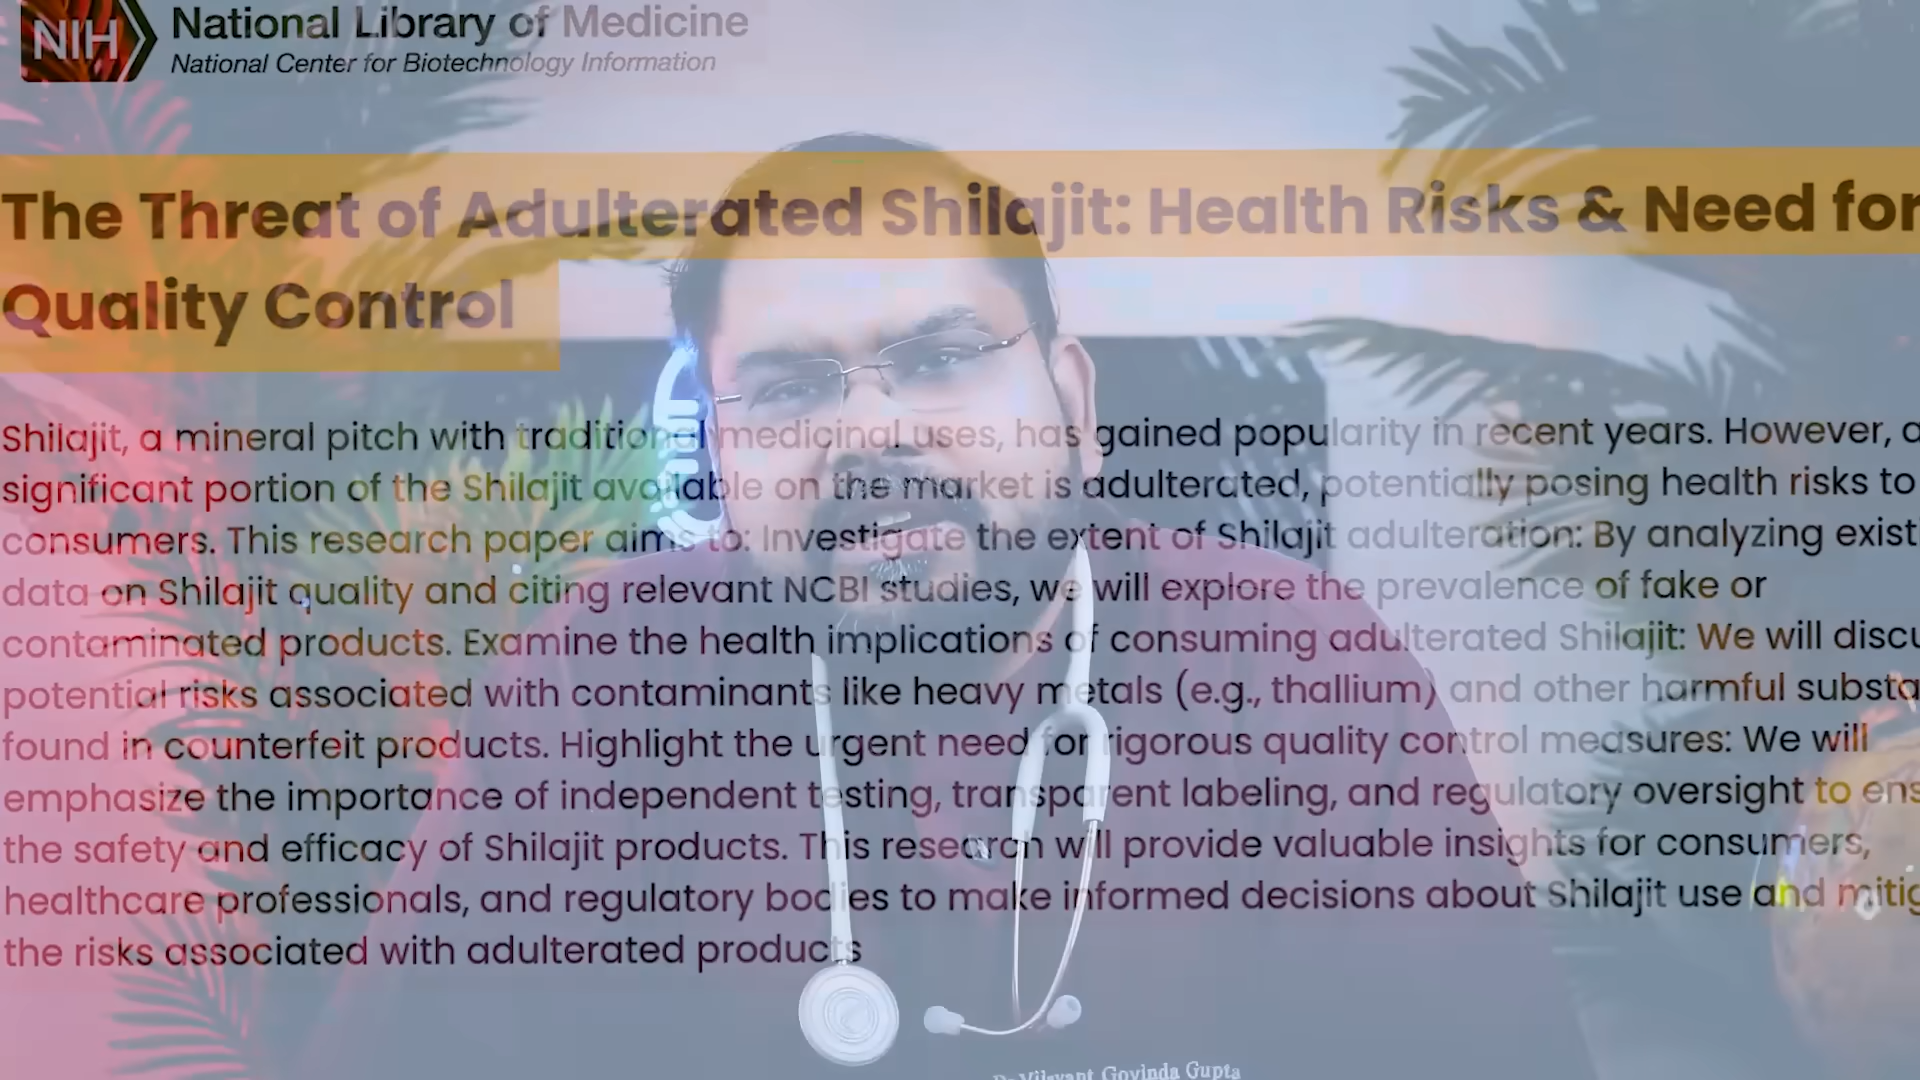 NIH National Library of Medicine
National Center for Biotechnology Information
The Threat of Adulterated Shilajit: Health Risks & Need for
Quality Control
Shilajit, a mineral pitch with traditional medicinal uses, has gained popularity in recent years. However, a
significant portion of the Shilajit available on the market is adulterated, potentially posing health risks to
consumers. This research paper aims to: Investigate the extent of Shilajit adulteration: By analyzing exist
data on Shilajit quality and citing relevant NCBI studies, we will explore the prevalence of fake or
contaminated products. Examine the health implications of consuming adulterated Shilajit: We will discu
potential risks associated with contaminants like heavy metals (e.g., thallium) and other harmful substa
found in counterfeit products. Highlight the urgent need for rigorous quality control measures: We will
emphasize the importance of independent testing, transparent labeling, and regulatory oversight to ens
the safety and efficacy of Shilajit products. This research will provide valuable insights for consumers,
healthcare professionals, and regulatory bodies to make informed decisions about Shilajit use and mitig
the risks associated with adulterated products
Govinda Gupta